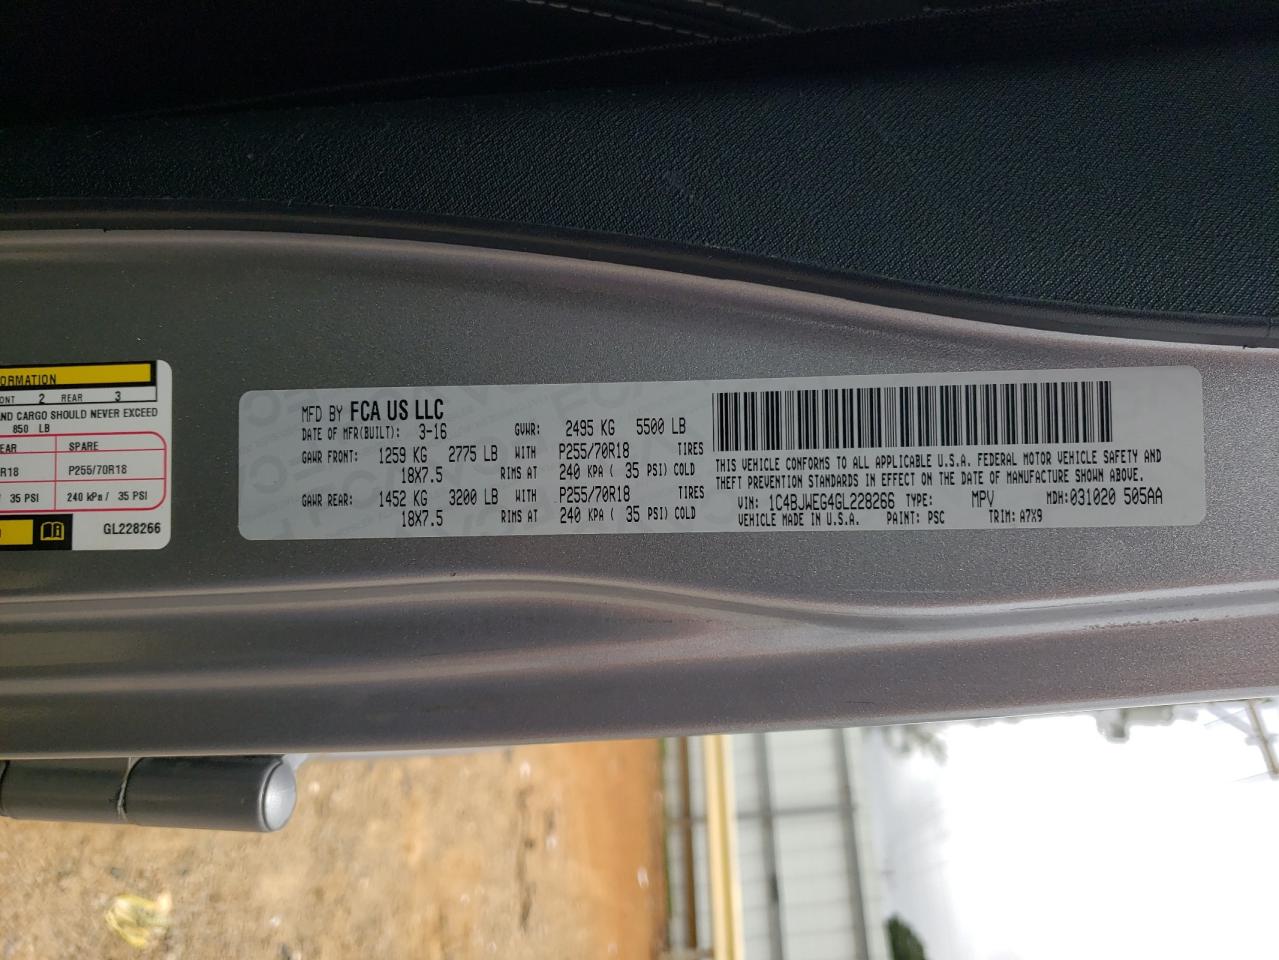 ORMATION
ONT 2 REAR 3
AND CARGO SHOULD NEVER EXCEED
850 LB
EAR SPARE
R18 P255/70R18
/ 35 PSI 240 kPa / 35 PSI
GL228266
MFD BY FCA US LLC
DATE OF MFR(BUILT): 3-16 GVWR: 2495 KG 5500 LB
GAWR FRONT: 1259 KG 2775 LB WITH P255/70R18 TIRES
18X7.5 RIMS AT 240 KPA ( 35 PSI) COLD
GAWR REAR: 1452 KG 3200 LB WITH P255/70R18 TIRES
18X7.5 RIMS AT 240 KPA ( 35 PSI) COLD
THIS VEHICLE CONFORMS TO ALL APPLICABLE U.S.A. FEDERAL MOTOR VEHICLE SAFETY AND
THEFT PREVENTION STANDARDS IN EFFECT ON THE DATE OF MANUFACTURE SHOWN ABOVE.
VIN: 1C4BJWEG4GL228266 TYPE: MPV MDH: 031020 505AA
VEHICLE MADE IN U.S.A. PAINT: PSC TRIM: A7X9